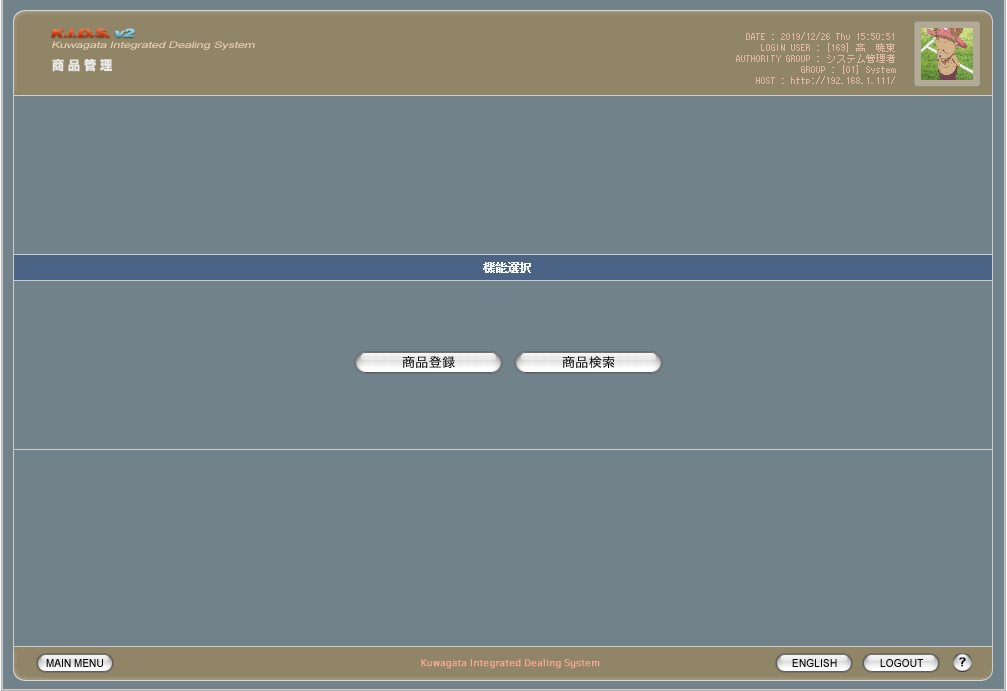 K.I.D.S. v2
Kuwagata Integrated Dealing System
商品管理
DATE : 2019/12/26 Thu 15:50:51
LOGIN USER : [169] 高　暁東
AUTHORITY GROUP : システム管理者
GROUP : [01] System
HOST : http://192.168.1.111/
機能選択
商品登録 商品検索
MAIN MENU Kuwagata Integrated Dealing System ENGLISH LOGOUT ?